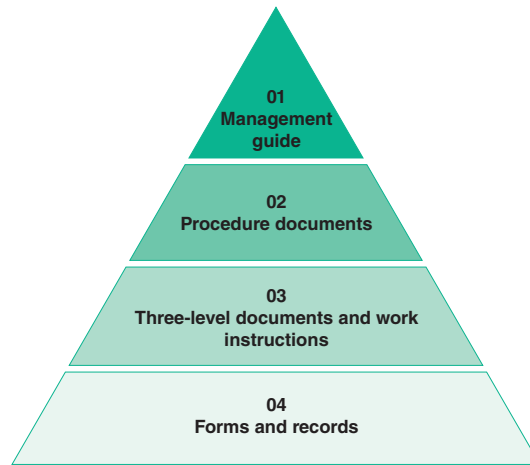 01
Management
guide
02
Procedure documents
03
Three-level documents and work
instructions
04
Forms and records